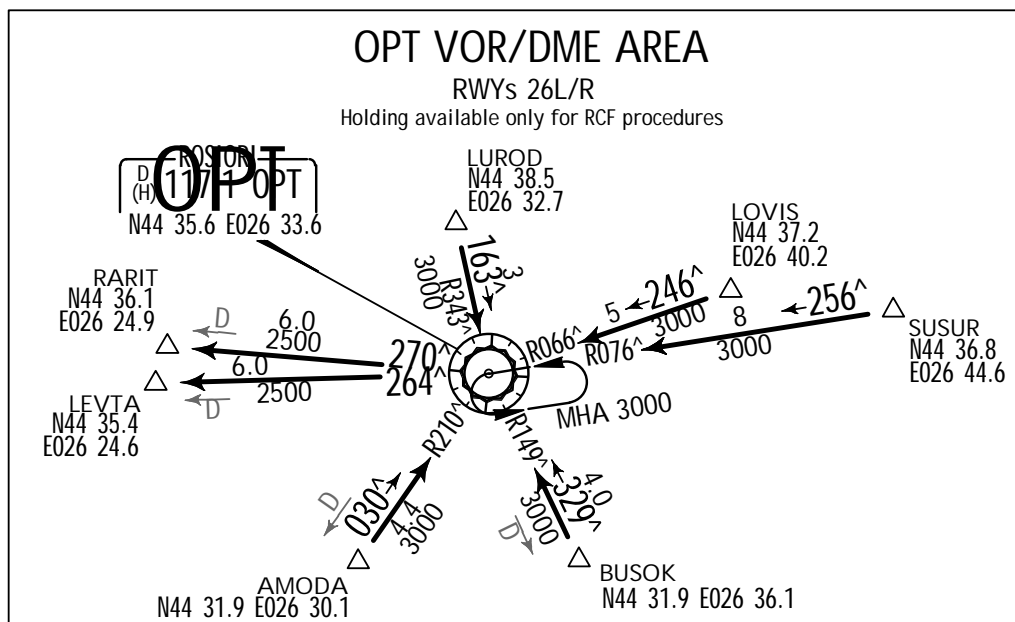 OPT VOR/DME AREA
RWYs 26L/R
Holding available only for RCF procedures
ROSIORI
OPT
D
(H) 117.1 OPT
N44 35.6 E026 33.6
LUROD
N44 38.5
E026 32.7
LOVIS
N44 37.2
E026 40.2
RARIT
N44 36.1
E026 24.9
SUSUR
N44 36.8
E026 44.6
LEVTA
N44 35.4
E026 24.6
AMODA
N44 31.9 E026 30.1
BUSOK
N44 31.9 E026 36.1
163^
3
R343^
3000
246^
5
3000
R066^
256^
8
3000
R076^
D
6.0
2500
270^
6.0
2500
264^
D
MHA 3000
R210^
030^
4.4
3000
D
R149^
329^
4.0
3000
D